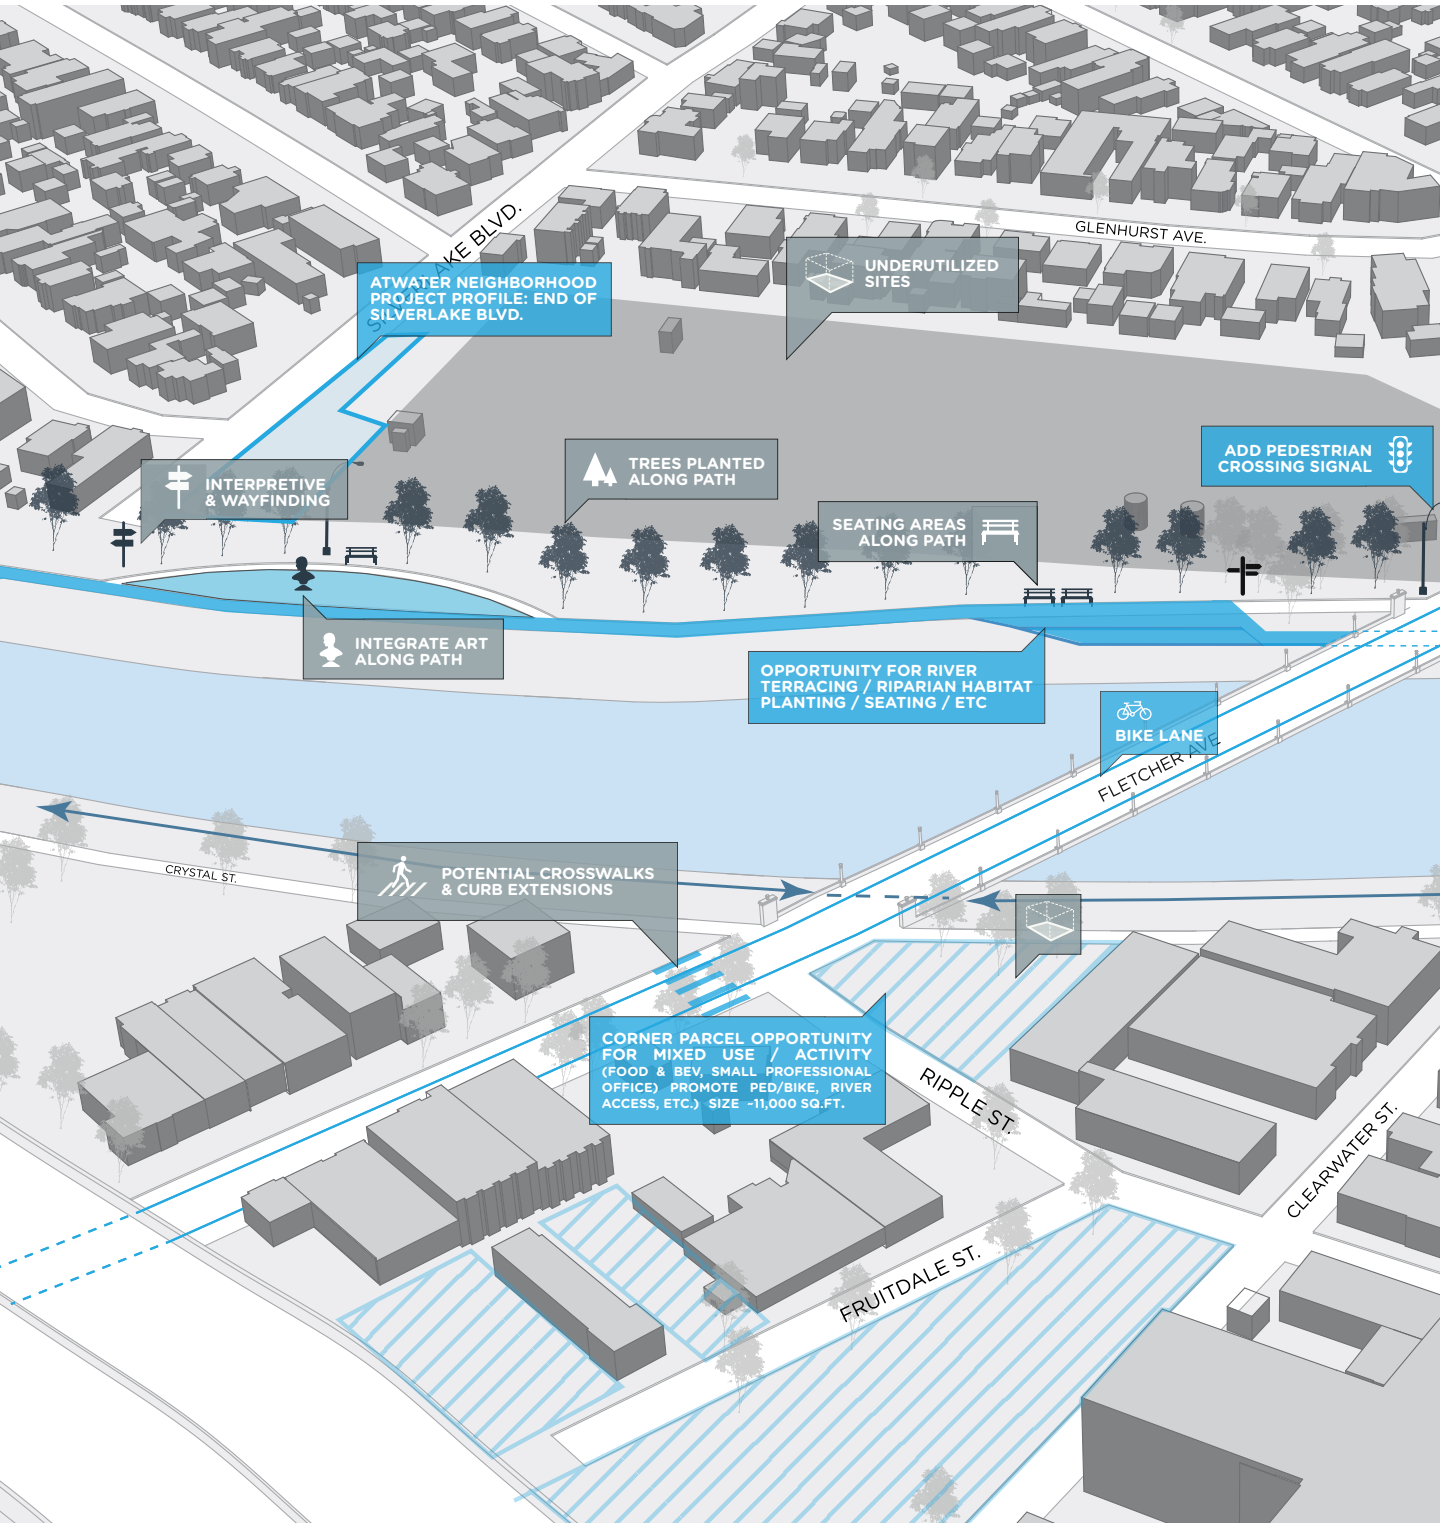 SILVERLAKE BLVD.
GLENHURST AVE.
ATWATER NEIGHBORHOOD
PROJECT PROFILE: END OF
SILVERLAKE BLVD.
UNDERUTILIZED
SITES
INTERPRETIVE
& WAYFINDING
TREES PLANTED
ALONG PATH
ADD PEDESTRIAN
CROSSING SIGNAL
SEATING AREAS
ALONG PATH
INTEGRATE ART
ALONG PATH
OPPORTUNITY FOR RIVER
TERRACING / RIPARIAN HABITAT
PLANTING / SEATING / ETC
BIKE LANE
FLETCHER AVE
CRYSTAL ST.
POTENTIAL CROSSWALKS
& CURB EXTENSIONS
CORNER PARCEL OPPORTUNITY
FOR MIXED USE / ACTIVITY
(FOOD & BEV, SMALL PROFESSIONAL
OFFICE) PROMOTE PED/BIKE, RIVER
ACCESS, ETC.) SIZE ~11,000 SQ.FT.
RIPPLE ST.
CLEARWATER ST.
FRUITDALE ST.